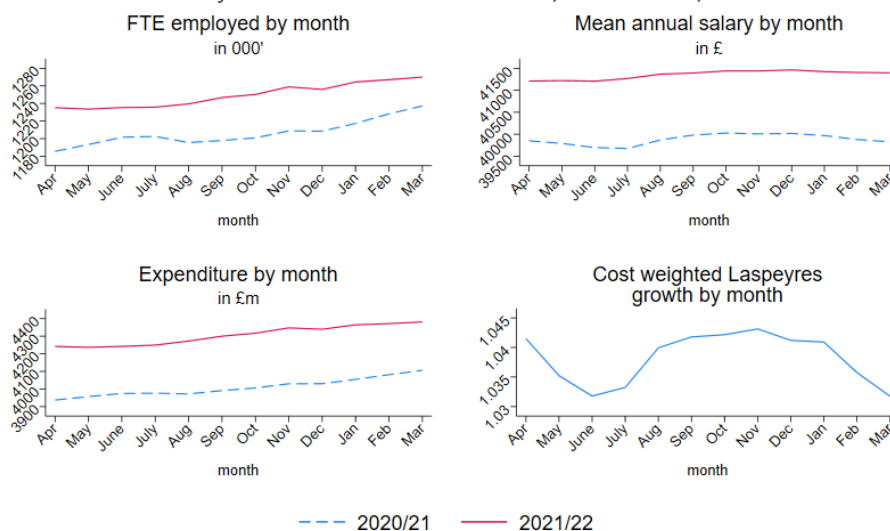 FTE employed by month
in 000'
1280
1260
1240
1220
1200
1180
Apr May June July Aug Sep Oct Nov Dec Jan Feb Mar
month
Mean annual salary by month
in £
41500
41000
40500
40000
39500
Apr May June July Aug Sep Oct Nov Dec Jan Feb Mar
month
Expenditure by month
in £m
4400
4300
4200
4100
4000
3900
Apr May June July Aug Sep Oct Nov Dec Jan Feb Mar
month
Cost weighted Laspeyres
growth by month
1.045
1.04
1.035
1.03
Apr May June July Aug Sep Oct Nov Dec Jan Feb Mar
month
2020/21 2021/22